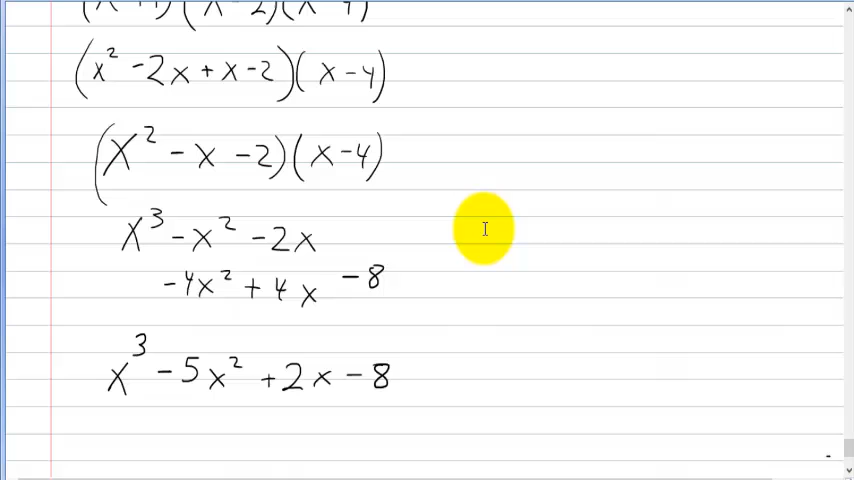 (x² - 2x + x - 2)(x - 4)
(x² - x - 2)(x - 4)
x³ - x² - 2x
- 4x² + 4x - 8
x³ - 5x² + 2x - 8